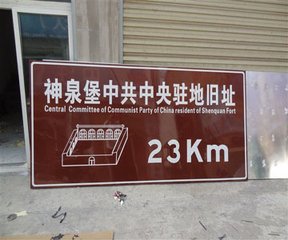 神泉堡中共中央驻地旧址
Central Committee of Communist Party of China resident of Shenquan Fort
23Km